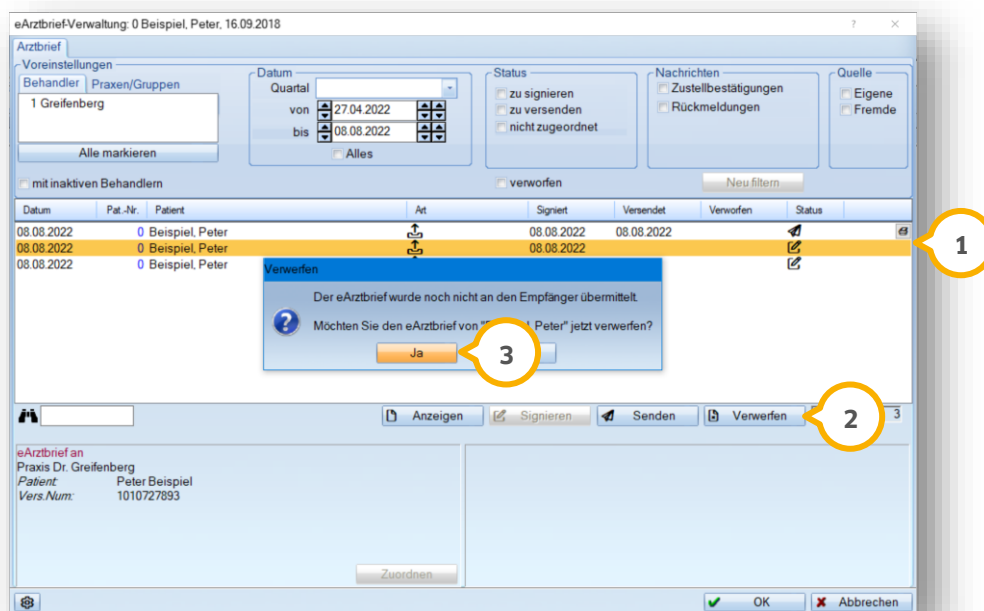 eArztbrief-Verwaltung: 0 Beispiel, Peter, 16.09.2018
Arztbrief
Voreinstellungen
Behandler Praxen/Gruppen
1 Greifenberg
Alle markieren
mit inaktiven Behandlern
Datum
Quartal
von 27.04.2022
bis 08.08.2022
Alles
Status
zu signieren
zu versenden
nicht zugeordnet
verworfen
Nachrichten
Zustellbestätigungen
Rückmeldungen
Neu filtern
Quelle
Eigene
Fremde
Datum Pat.-Nr. Patient Art Signiert Versendet Verworfen Status
08.08.2022 0 Beispiel, Peter 08.08.2022 08.08.2022
08.08.2022 0 Beispiel, Peter 08.08.2022
08.08.2022 0 Beispiel, Peter
1
Verwerfen
Der eArztbrief wurde noch nicht an den Empfänger übermittelt.
Möchten Sie den eArztbrief von Peter" jetzt verwerfen?
Ja
3
Anzeigen Signieren Senden Verwerfen 3
2
eArztbrief an
Praxis Dr. Greifenberg
Patient: Peter Beispiel
Vers.Num: 1010727893
Zuordnen
OK Abbrechen